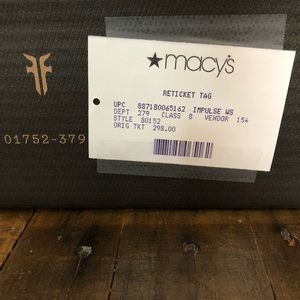 ★macy's
RETICKET TAG
UPC 887180065162 IMPULSE WS
DEPT 279 CLASS 8 VENDOR 154
STYLE 80152
ORIG TKT 298.00
01752-379